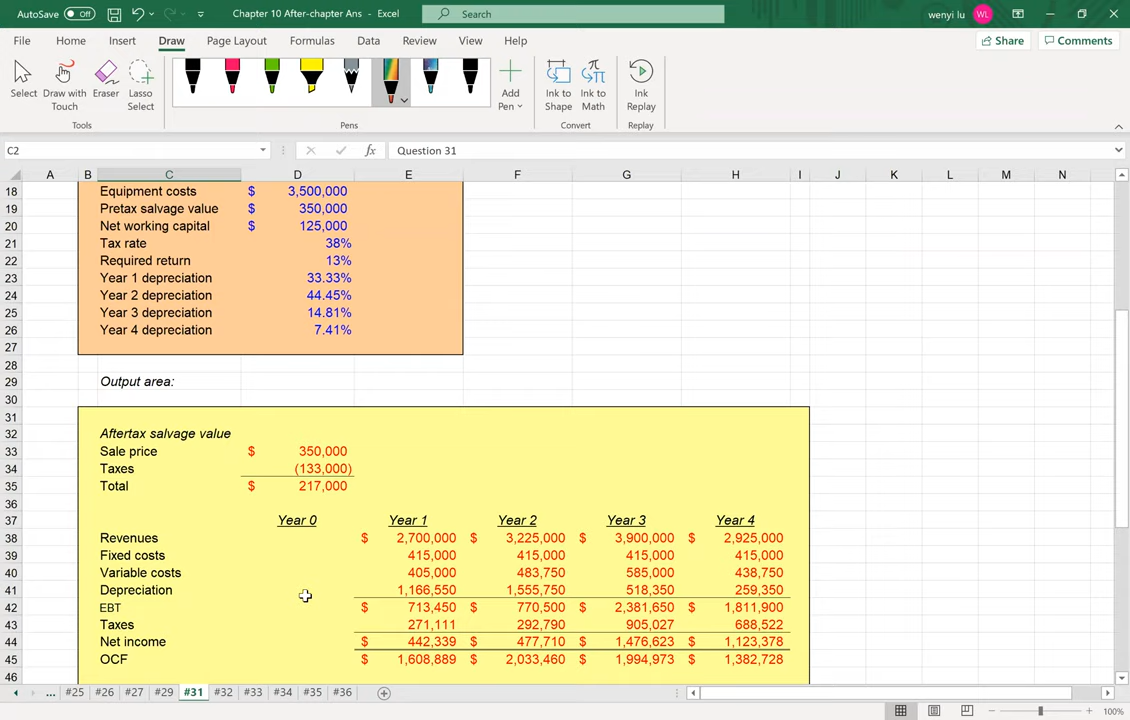 AutoSave Off Chapter 10 After-chapter Ans - Excel Search wenyi lu WL
File Home Insert Draw Page Layout Formulas Data Review View Help Share Comments
Select Draw with Touch Eraser Lasso Select Add Pen Ink to Shape Ink to Math Ink Replay
Tools Pens Convert Replay
C2 fx Question 31
A B C D E F G H I J K L M N
18 Equipment costs $ 3,500,000
19 Pretax salvage value $ 350,000
20 Net working capital $ 125,000
21 Tax rate 38%
22 Required return 13%
23 Year 1 depreciation 33.33%
24 Year 2 depreciation 44.45%
25 Year 3 depreciation 14.81%
26 Year 4 depreciation 7.41%
27
28
29 Output area:
30
31
32 Aftertax salvage value
33 Sale price $ 350,000
34 Taxes (133,000)
35 Total $ 217,000
36
37 Year 0 Year 1 Year 2 Year 3 Year 4
38 Revenues $ 2,700,000 $ 3,225,000 $ 3,900,000 $ 2,925,000
39 Fixed costs 415,000 415,000 415,000 415,000
40 Variable costs 405,000 483,750 585,000 438,750
41 Depreciation 1,166,550 1,555,750 518,350 259,350
42 EBT $ 713,450 $ 770,500 $ 2,381,650 $ 1,811,900
43 Taxes 271,111 292,790 905,027 688,522
44 Net income $ 442,339 $ 477,710 $ 1,476,623 $ 1,123,378
45 OCF $ 1,608,889 $ 2,033,460 $ 1,994,973 $ 1,382,728
46
... #25 #26 #27 #29 #31 #32 #33 #34 #35 #36
100%